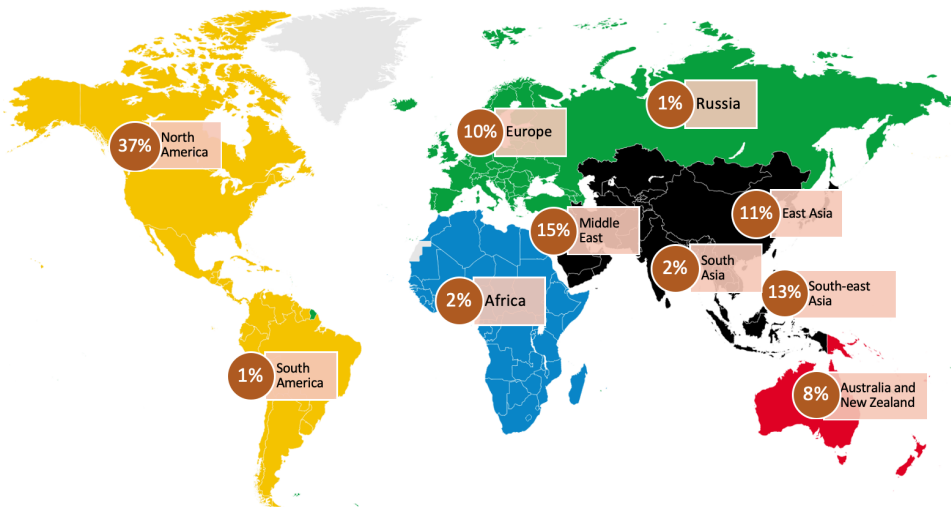 1%
Russia
10%
Europe
37%
North
America
11%
East Asia
15%
Middle
East
2%
South
Asia
13%
South-east
Asia
2%
Africa
1%
South
America
8%
Australia and
New Zealand